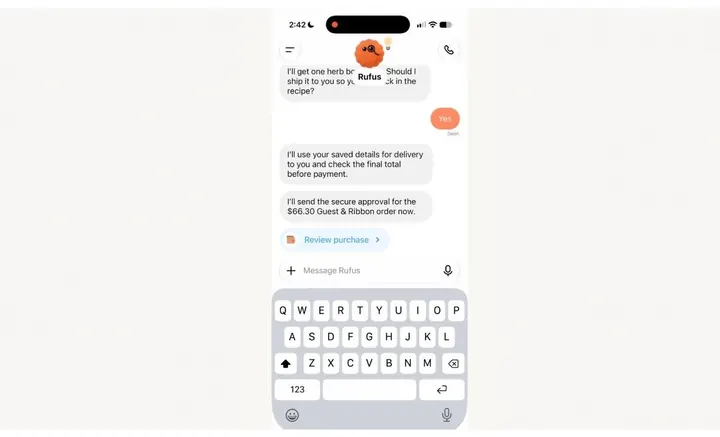 2:42
I'll get one herb bo Should I
ship it to you so yo ck in the
recipe?
Rufus
Yes
Seen
I'll use your saved details for delivery
to you and check the final total
before payment.
I'll send the secure approval for the
$66.30 Guest & Ribbon order now.
Review purchase >
Message Rufus
Q W E R T Y U I O P
A S D F G H J K L
Z X C V B N M
123